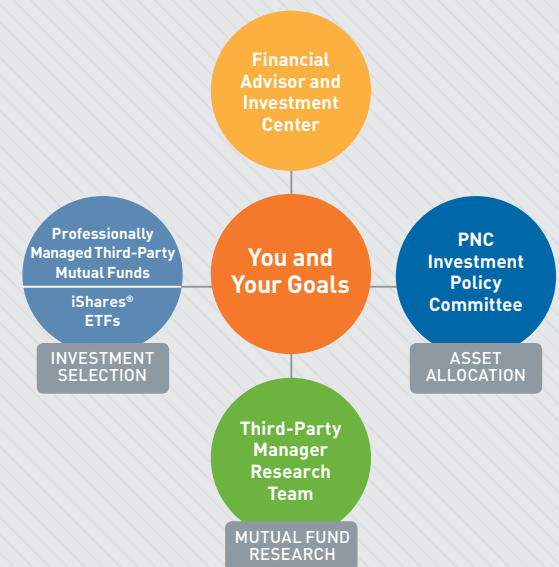 Financial
Advisor and
Investment
Center
Professionally
Managed Third-Party
Mutual Funds
iShares®
ETFs
INVESTMENT
SELECTION
You and
Your Goals
PNC
Investment
Policy
Committee
ASSET
ALLOCATION
Third-Party
Manager
Research
Team
MUTUAL FUND
RESEARCH